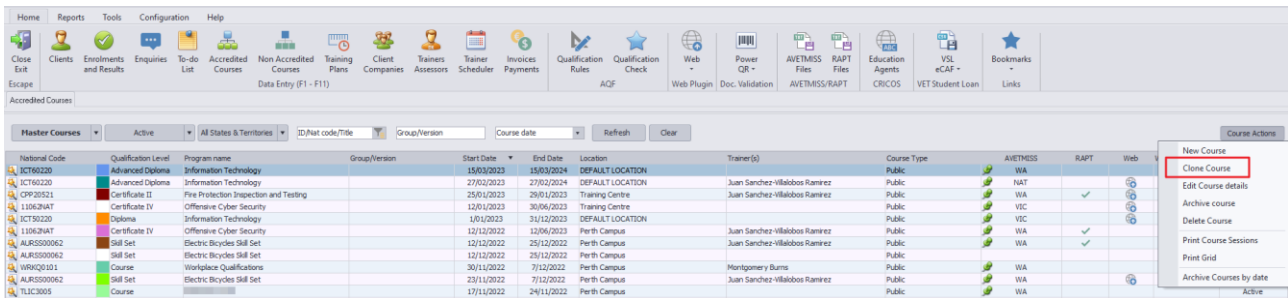 Home Reports Tools Configuration Help
Close Exit Clients Enrolments and Results Enquiries To-do List Accredited Courses Non Accredited Courses Training Plans Client Companies Trainers Assessors Trainer Scheduler Invoices Payments Qualification Rules Qualification Check Web Power QR AVETMISS Files RAPT Files Education Agents VSL eCAF Bookmarks
Escape Data Entry (F1 - F11) AQF Web Plugin Doc. Validation AVETMISS/RAPT CRICOS VET Student Loan Links
Accredited Courses
Master Courses Active All States & Territories ID/Nat code/Title Group/Version Course date Refresh Clear Course Actions
National Code Qualification Level Program name Group/Version Start Date End Date Location Trainer(s) Course Type AVETMISS RAPT Web
ICT60220 Advanced Diploma Information Technology 15/03/2023 15/03/2024 DEFAULT LOCATION Public WA
ICT60220 Advanced Diploma Information Technology 27/02/2023 27/02/2024 DEFAULT LOCATION Juan Sanchez-Villalobos Ramirez Public NAT
CPP20521 Certificate II Fire Protection Inspection and Testing 25/01/2023 29/01/2023 Training Centre Juan Sanchez-Villalobos Ramirez Public WA
11062NAT Certificate IV Offensive Cyber Security 12/01/2023 30/06/2023 Training Centre Public VIC
ICT50220 Diploma Information Technology 1/01/2023 31/12/2023 DEFAULT LOCATION Public VIC
11062NAT Certificate IV Offensive Cyber Security 12/12/2022 12/06/2023 Perth Campus Juan Sanchez-Villalobos Ramirez Public WA
AURSS00062 Skill Set Electric Bicycles Skill Set 12/12/2022 25/12/2022 Perth Campus Juan Sanchez-Villalobos Ramirez Public WA
AURSS00062 Skill Set Electric Bicycles Skill Set 12/12/2022 25/12/2022 Perth Campus Public
WRKQ0101 Course Workplace Qualifications 30/11/2022 7/12/2022 Perth Campus Montgomery Burns Public WA
AURSS00062 Skill Set Electric Bicycles Skill Set 23/11/2022 7/12/2022 Perth Campus Juan Sanchez-Villalobos Ramirez Public WA
TLIC3005 Course 17/11/2022 24/11/2022 Perth Campus Public WA Active
New Course
Clone Course
Edit Course details
Archive course
Delete Course
Print Course Sessions
Print Grid
Archive Courses by date